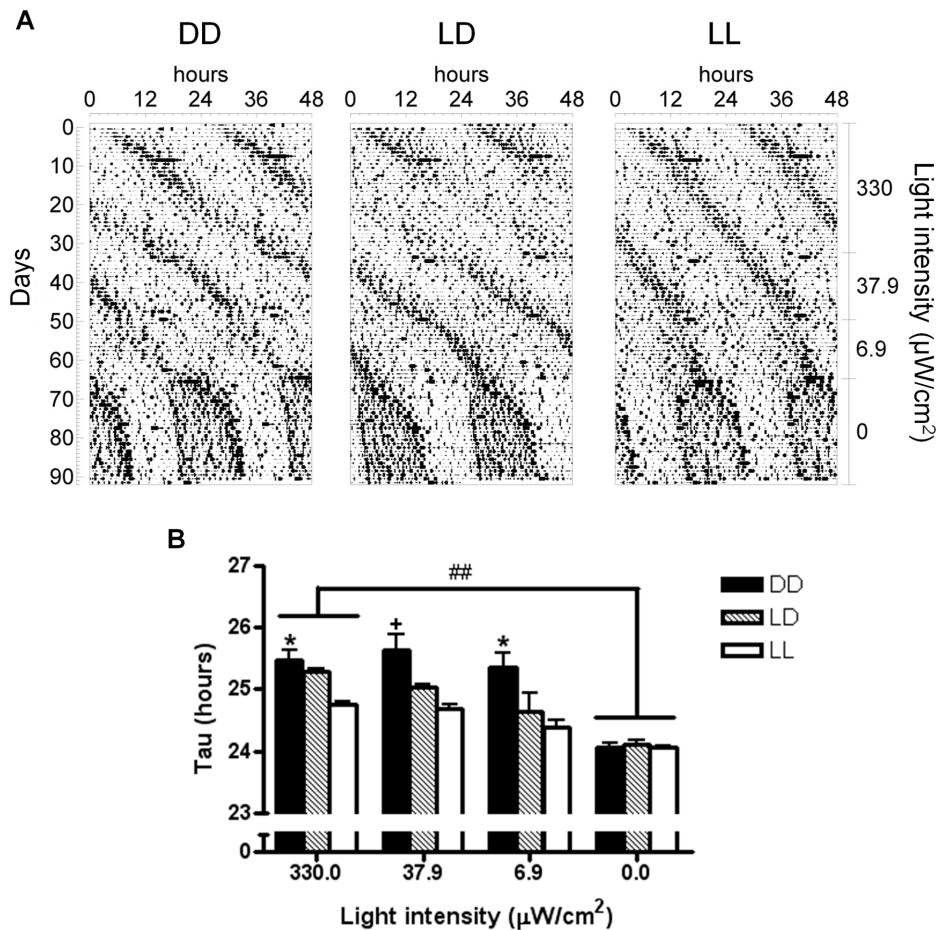 A
DD LD LL
hours hours hours
0 12 24 36 48 0 12 24 36 48 0 12 24 36 48
Days
0
10
20
30
40
50
60
70
80
90
330
37.9
6.9
0
Light intensity (μW/cm²)
B
Tau (hours)
27
26
25
24
23
0
##
* + *
DD
LD
LL
330.0 37.9 6.9 0.0
Light intensity (μW/cm²)